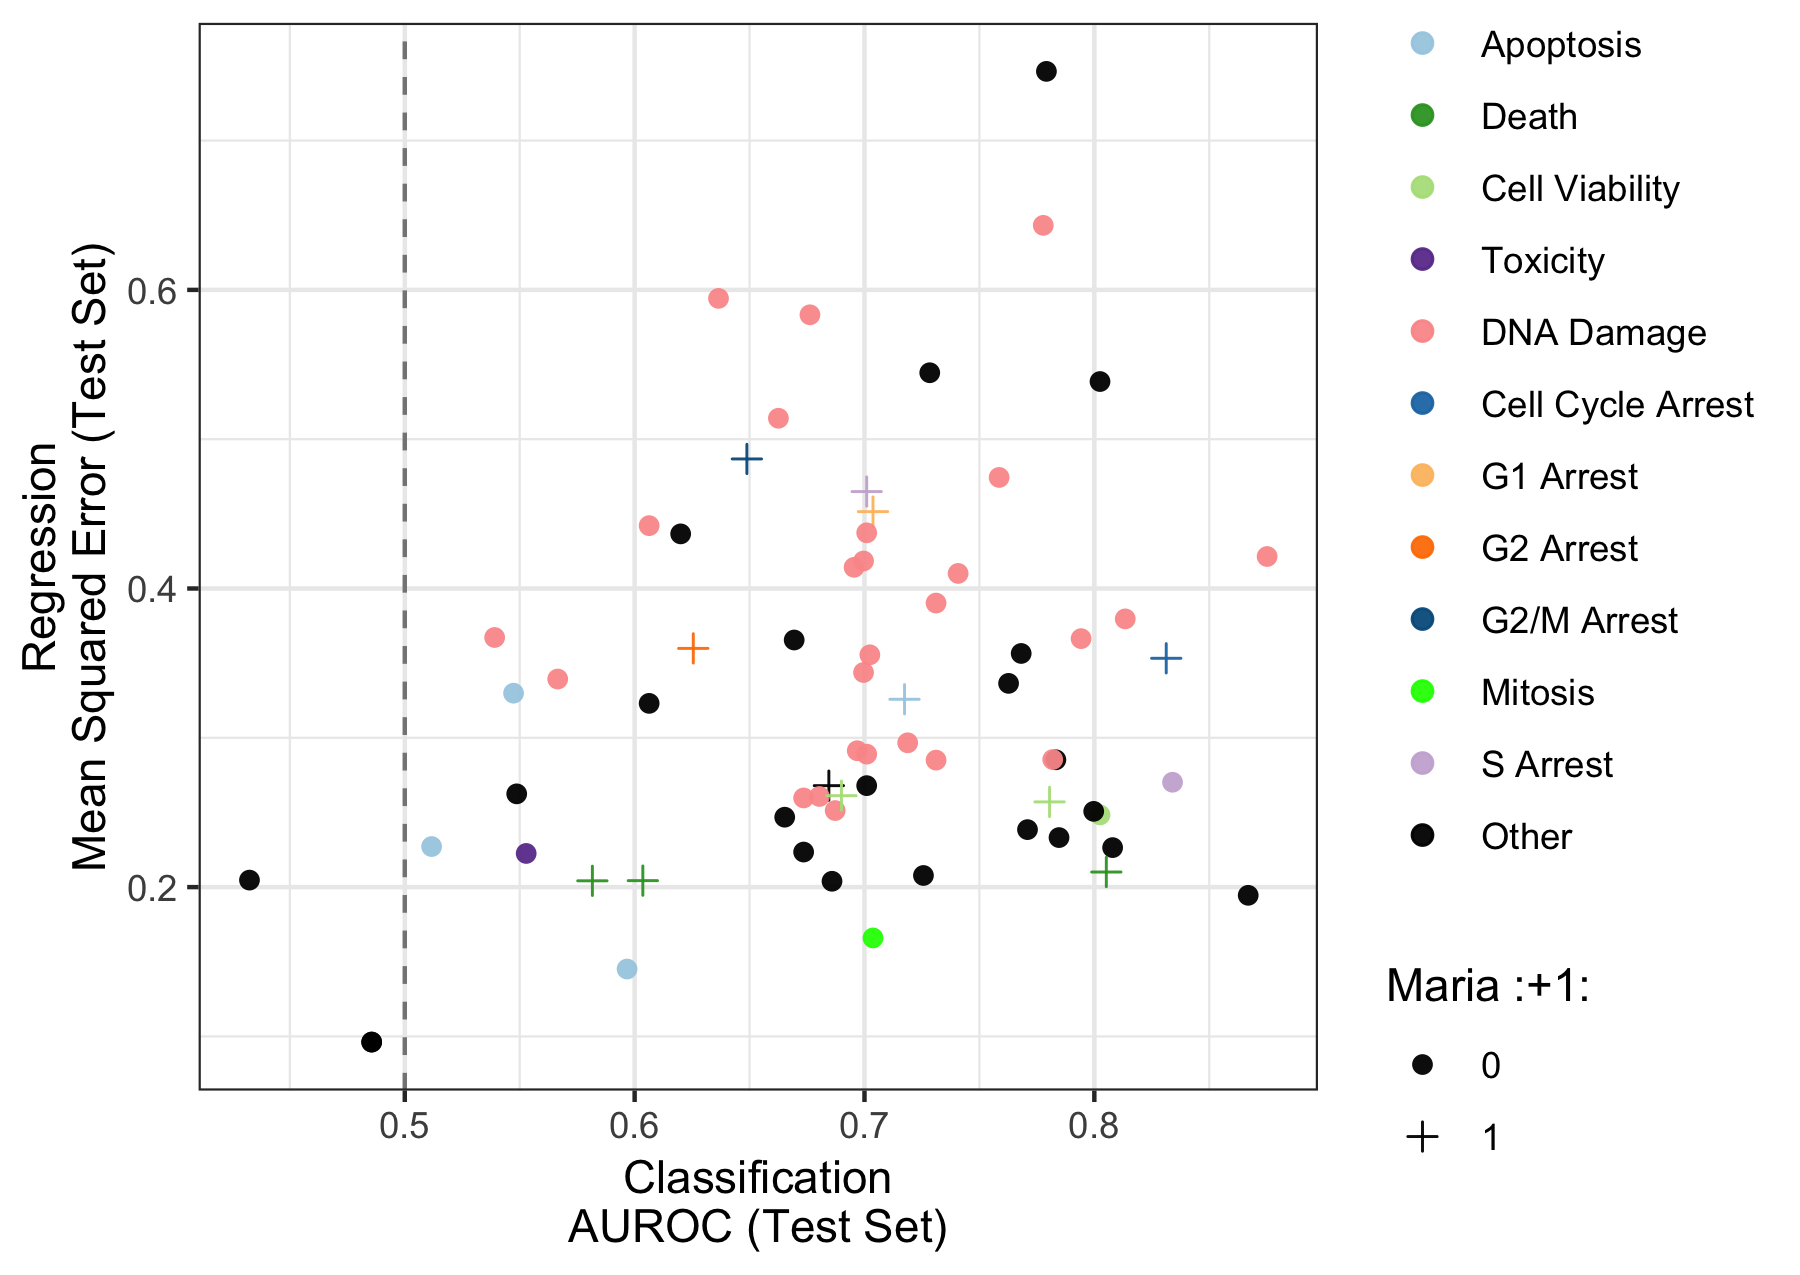 Regression
Mean Squared Error (Test Set)
0.6
0.4
0.2
0.5
0.6
0.7
0.8
Classification
AUROC (Test Set)
Apoptosis
Death
Cell Viability
Toxicity
DNA Damage
Cell Cycle Arrest
G1 Arrest
G2 Arrest
G2/M Arrest
Mitosis
S Arrest
Other
Maria :+1:
0
1